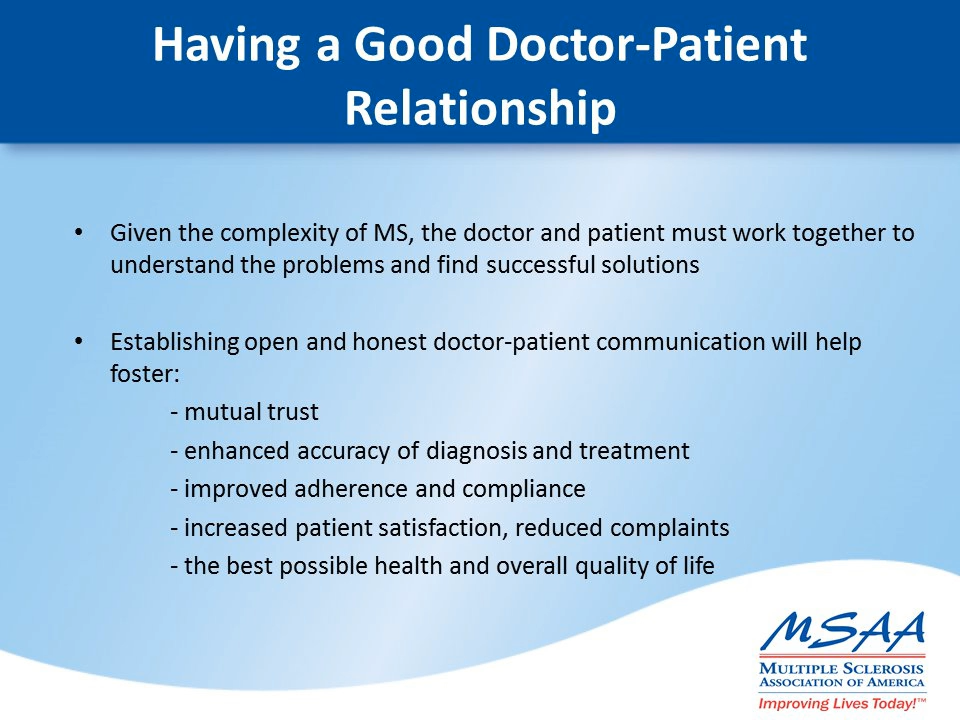 Having a Good Doctor-Patient
Relationship
• Given the complexity of MS, the doctor and patient must work together to
understand the problems and find successful solutions
• Establishing open and honest doctor-patient communication will help
foster:
- mutual trust
- enhanced accuracy of diagnosis and treatment
- improved adherence and compliance
- increased patient satisfaction, reduced complaints
- the best possible health and overall quality of life
MSAA
MULTIPLE SCLEROSIS
ASSOCIATION OF AMERICA
Improving Lives Today!™